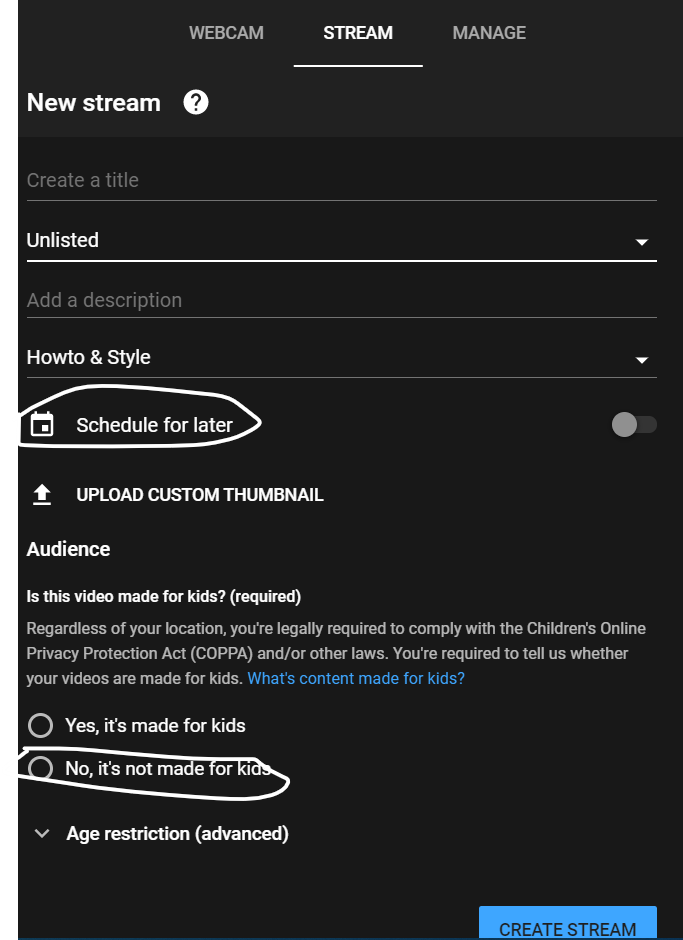 WEBCAM STREAM MANAGE
New stream ?
Create a title
Unlisted
Add a description
Howto & Style
Schedule for later
UPLOAD CUSTOM THUMBNAIL
Audience
Is this video made for kids? (required)
Regardless of your location, you're legally required to comply with the Children's Online
Privacy Protection Act (COPPA) and/or other laws. You're required to tell us whether
your videos are made for kids. What's content made for kids?
Yes, it's made for kids
No, it's not made for kids
Age restriction (advanced)
CREATE STREAM